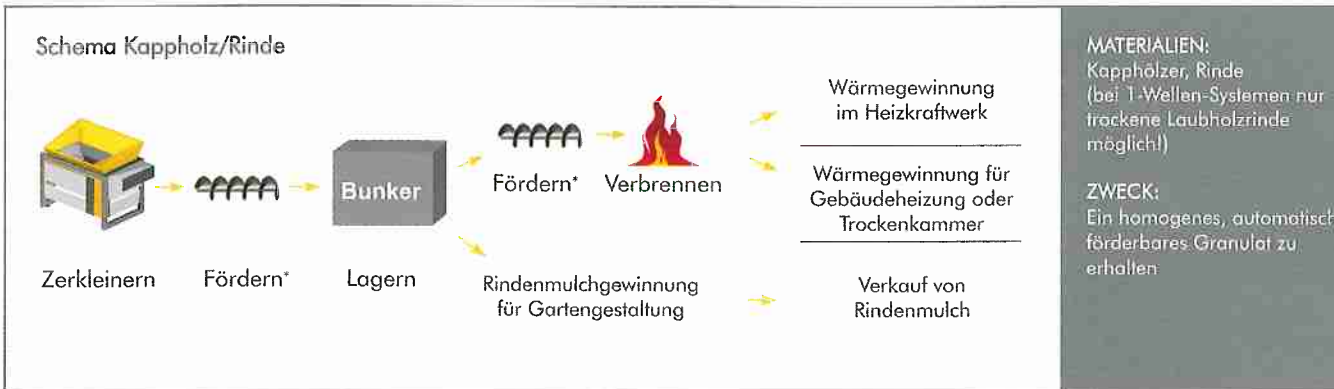 Schema Kappholz/Rinde
Zerkleinern
Fördern*
Bunker
Lagern
Fördern*
Verbrennen
Wärmegewinnung
im Heizkraftwerk
Wärmegewinnung für
Gebäudeheizung oder
Trockenkammer
Rindenmulchgewinnung
für Gartengestaltung
Verkauf von
Rindenmulch
MATERIALIEN:
Kapphölzer, Rinde
(bei 1-Wellen-Systemen nur
trockene Laubholzrinde
möglich!)
ZWECK:
Ein homogenes, automatisch
förderbares Granulat zu
erhalten